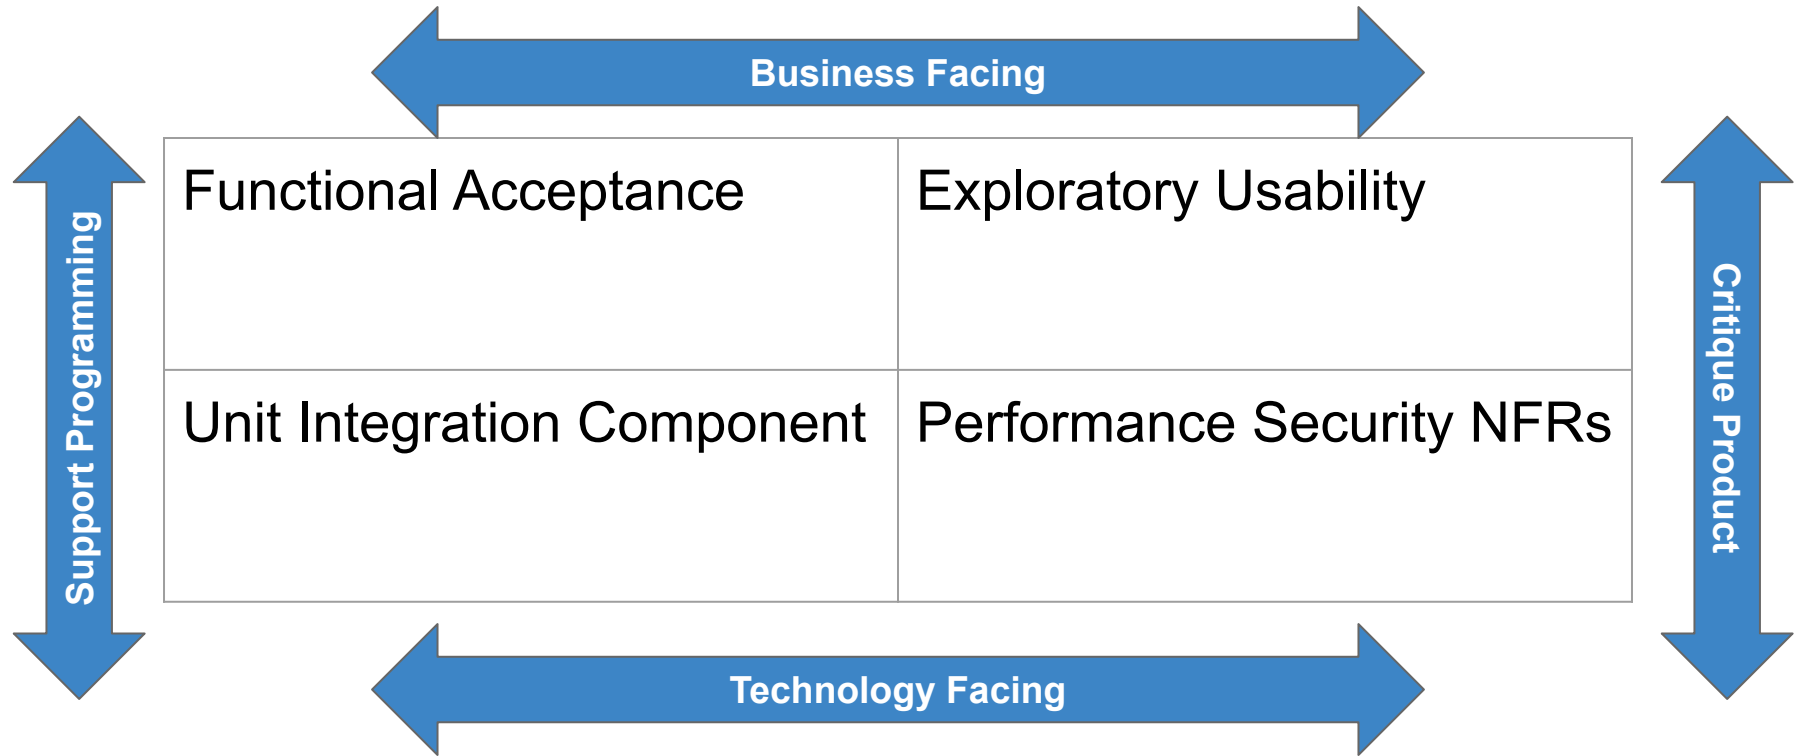 Business Facing
Support Programming
Functional Acceptance
Exploratory Usability
Critique Product
Unit Integration Component
Performance Security NFRs
Technology Facing